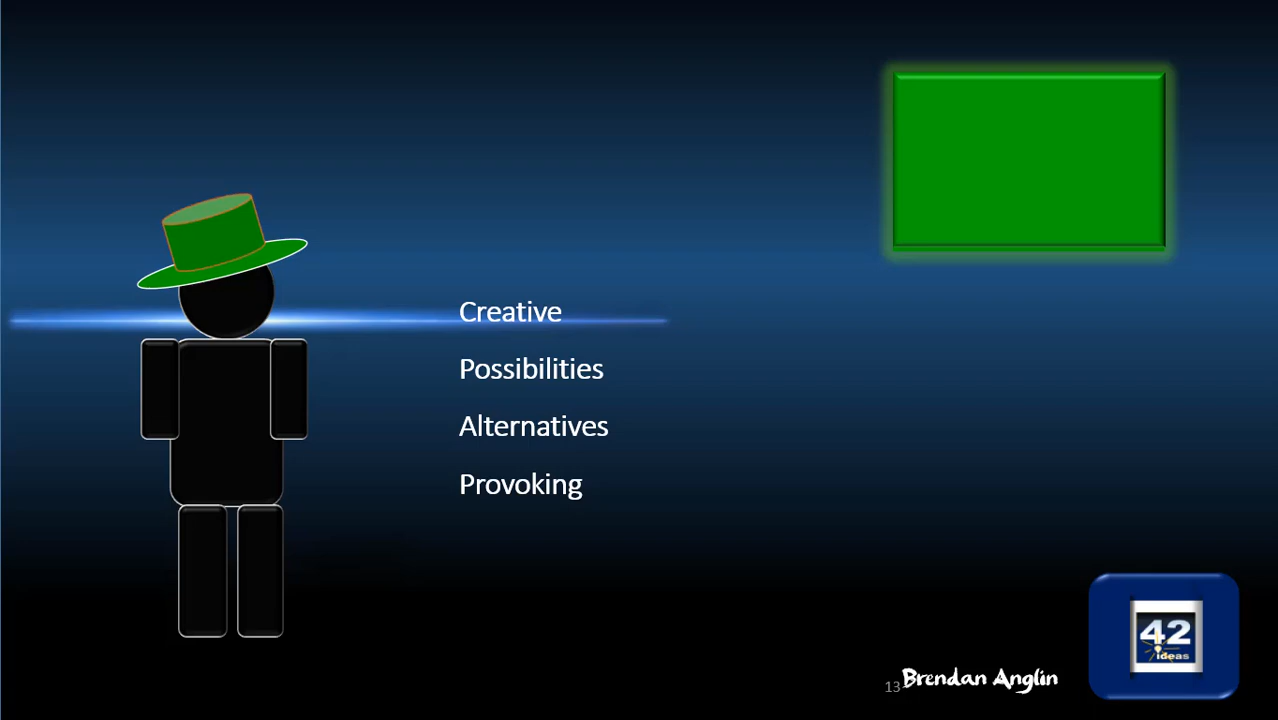 Creative
Possibilities
Alternatives
Provoking
42
ideas
13
Brendan Anglin